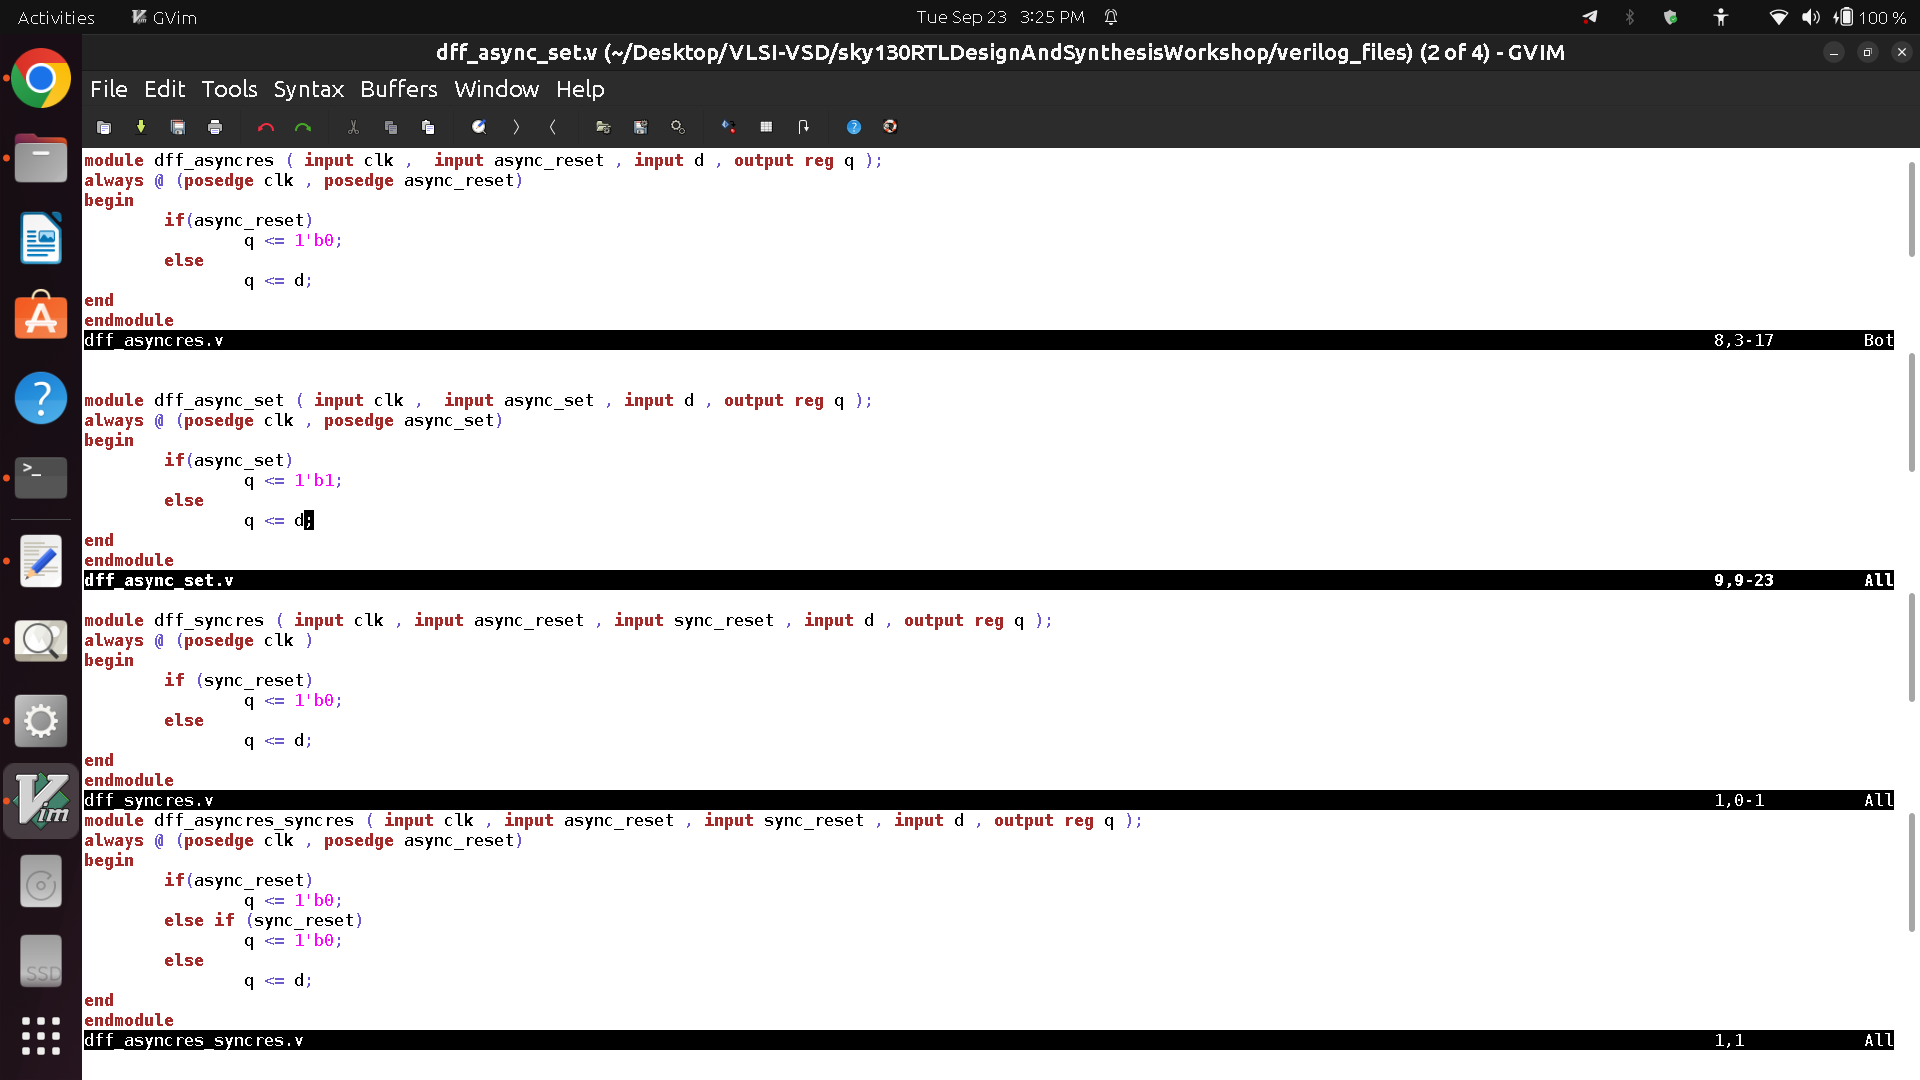 Activities GVim Tue Sep 23 3:25 PM 100 %
dff_async_set.v (~/Desktop/VLSI-VSD/sky130RTLDesignAndSynthesisWorkshop/verilog_files) (2 of 4) - GVIM
File Edit Tools Syntax Buffers Window Help
module dff_asyncres ( input clk ,  input async_reset , input d , output reg q );
always @ (posedge clk , posedge async_reset)
begin
        if(async_reset)
                q <= 1'b0;
        else
                q <= d;
end
endmodule
dff_asyncres.v 8,3-17 Bot
module dff_async_set ( input clk ,  input async_set , input d , output reg q );
always @ (posedge clk , posedge async_set)
begin
        if(async_set)
                q <= 1'b1;
        else
                q <= d;
end
endmodule
dff_async_set.v 9,9-23 All
module dff_syncres ( input clk , input async_reset , input sync_reset , input d , output reg q );
always @ (posedge clk )
begin
        if (sync_reset)
                q <= 1'b0;
        else
                q <= d;
end
endmodule
dff_syncres.v 1,0-1 All
module dff_asyncres_syncres ( input clk , input async_reset , input sync_reset , input d , output reg q );
always @ (posedge clk , posedge async_reset)
begin
        if(async_reset)
                q <= 1'b0;
        else if (sync_reset)
                q <= 1'b0;
        else
                q <= d;
end
endmodule
dff_asyncres_syncres.v 1,1 All
SSD